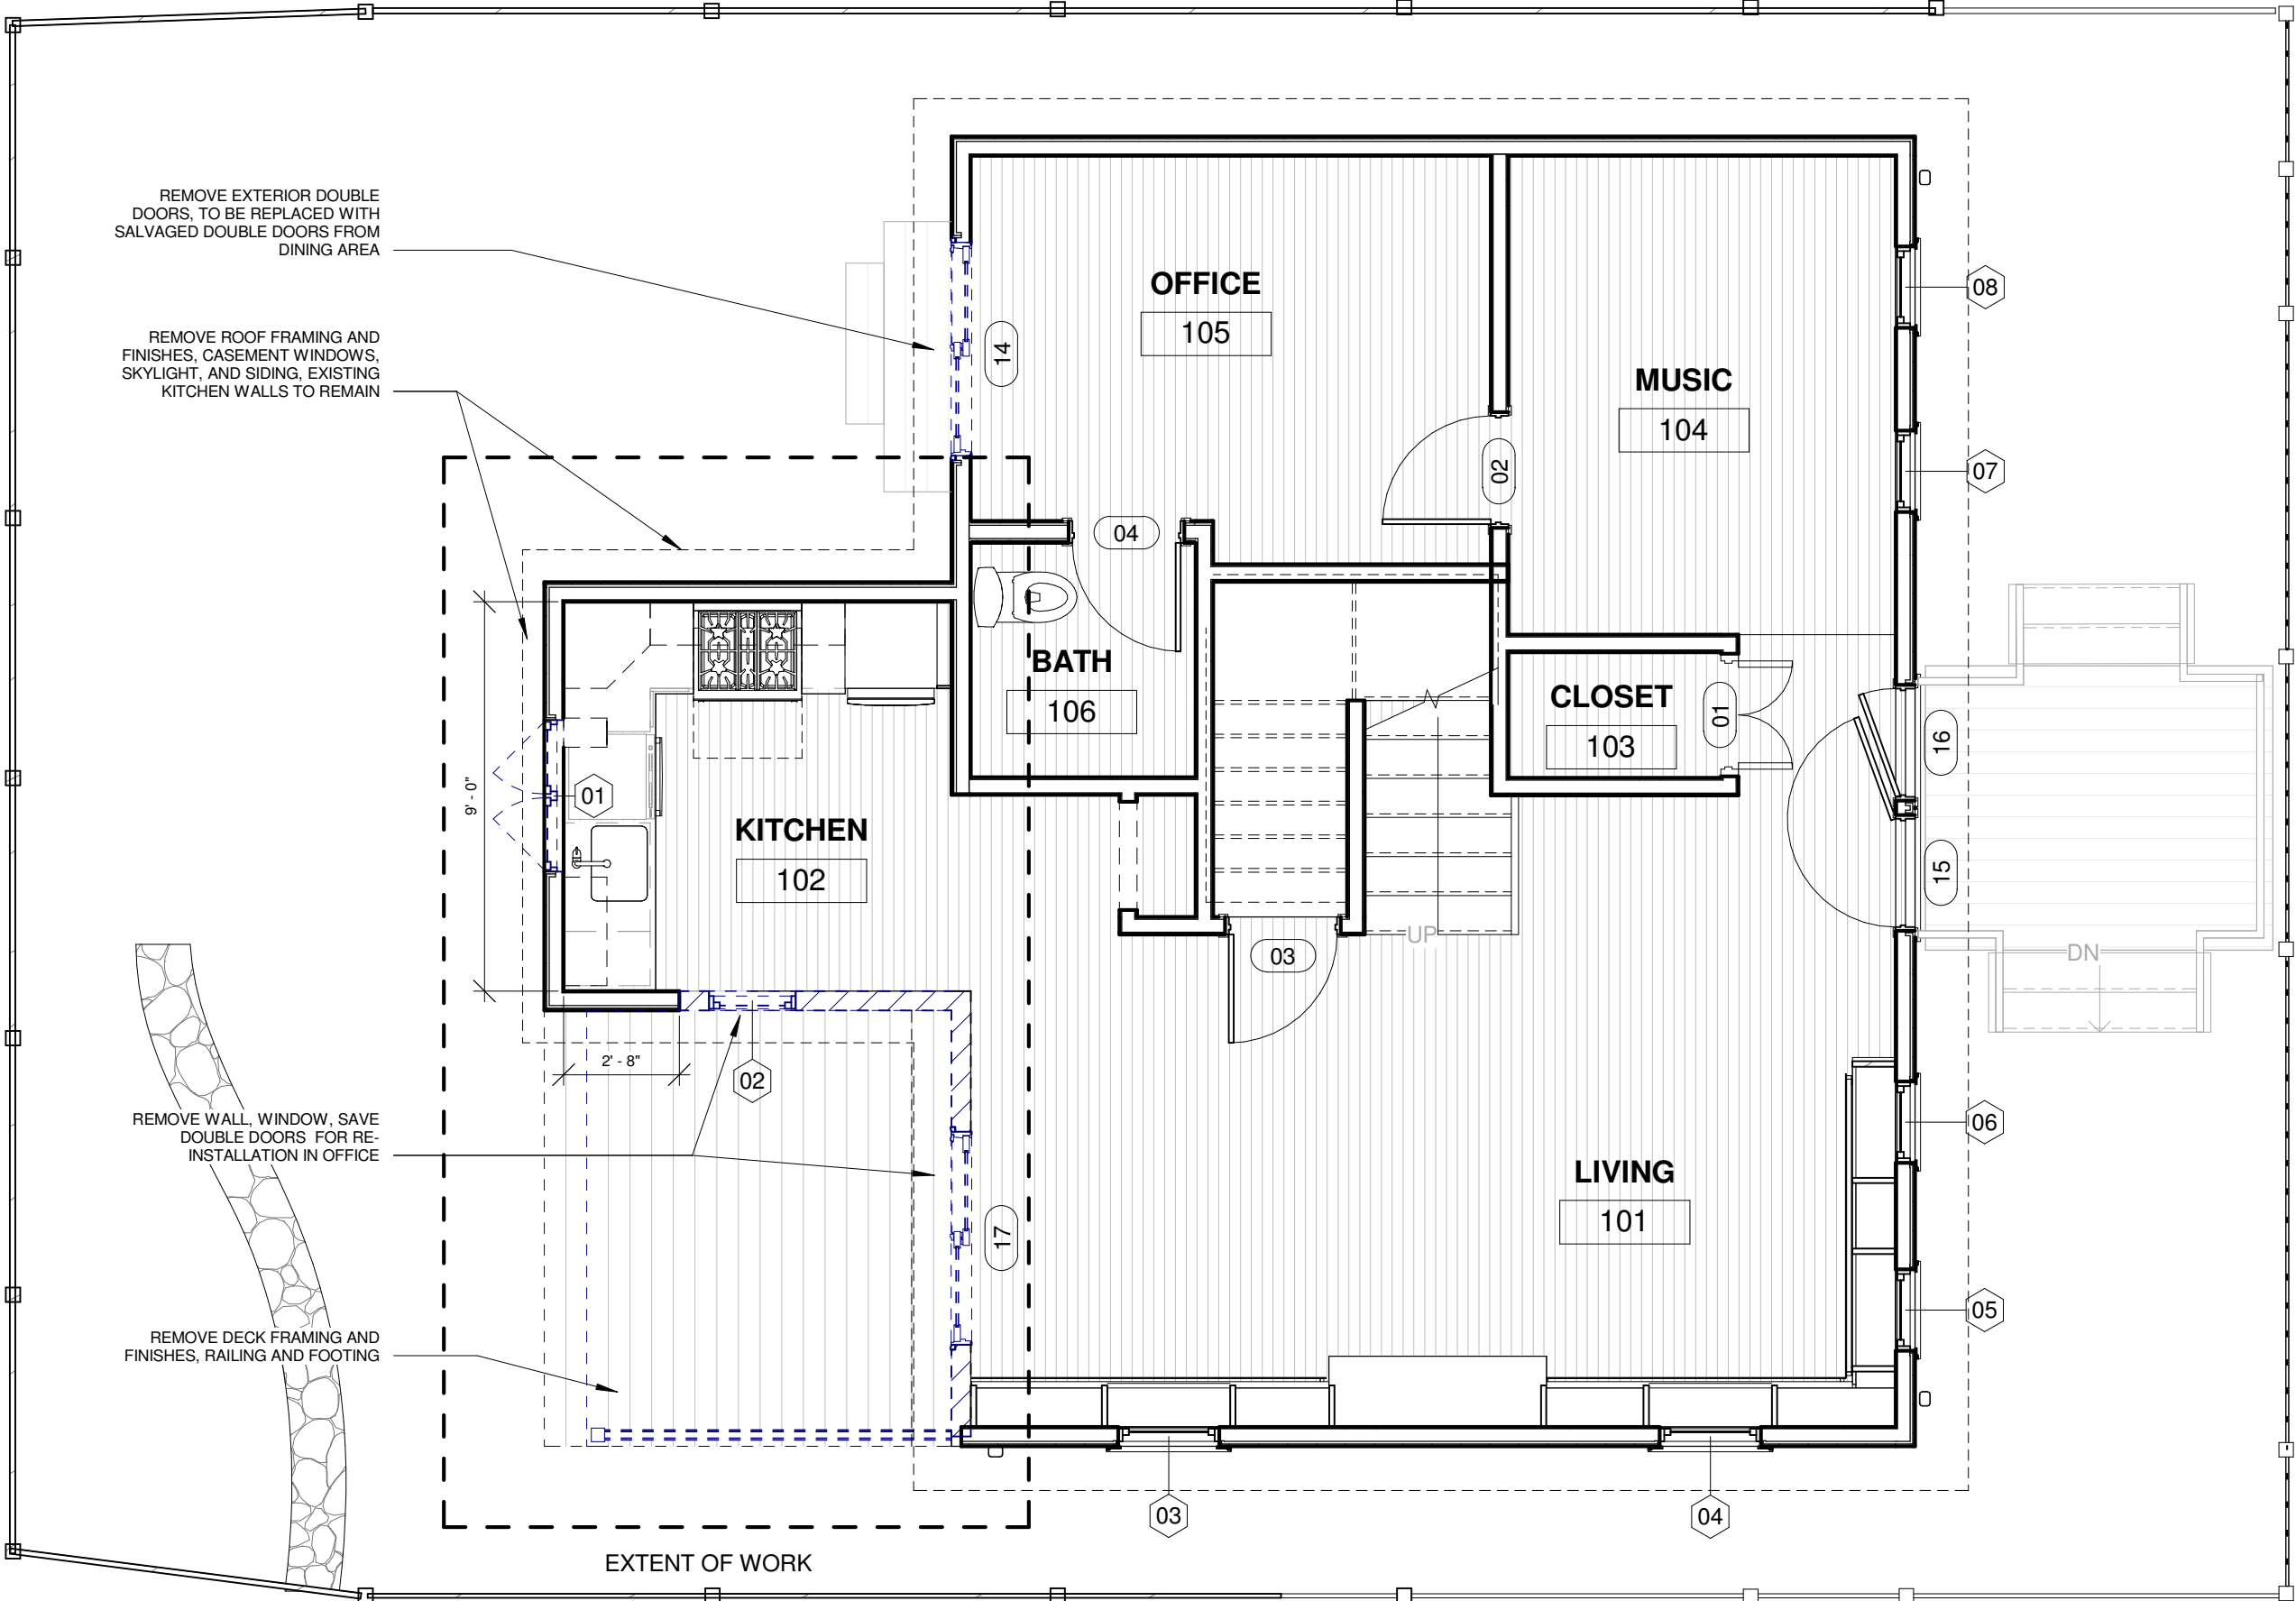 REMOVE EXTERIOR DOUBLE
DOORS, TO BE REPLACED WITH
SALVAGED DOUBLE DOORS FROM
DINING AREA
REMOVE ROOF FRAMING AND
FINISHES, CASEMENT WINDOWS,
SKYLIGHT, AND SIDING, EXISTING
KITCHEN WALLS TO REMAIN
OFFICE
105
14
MUSIC
104
08
07
02
04
BATH
106
CLOSET
103
01
16
15
9' - 0"
01
KITCHEN
102
UP
DN
03
2' - 8"
02
REMOVE WALL, WINDOW, SAVE
DOUBLE DOORS FOR RE-
INSTALLATION IN OFFICE
17
LIVING
101
06
05
REMOVE DECK FRAMING AND
FINISHES, RAILING AND FOOTING
03
04
EXTENT OF WORK